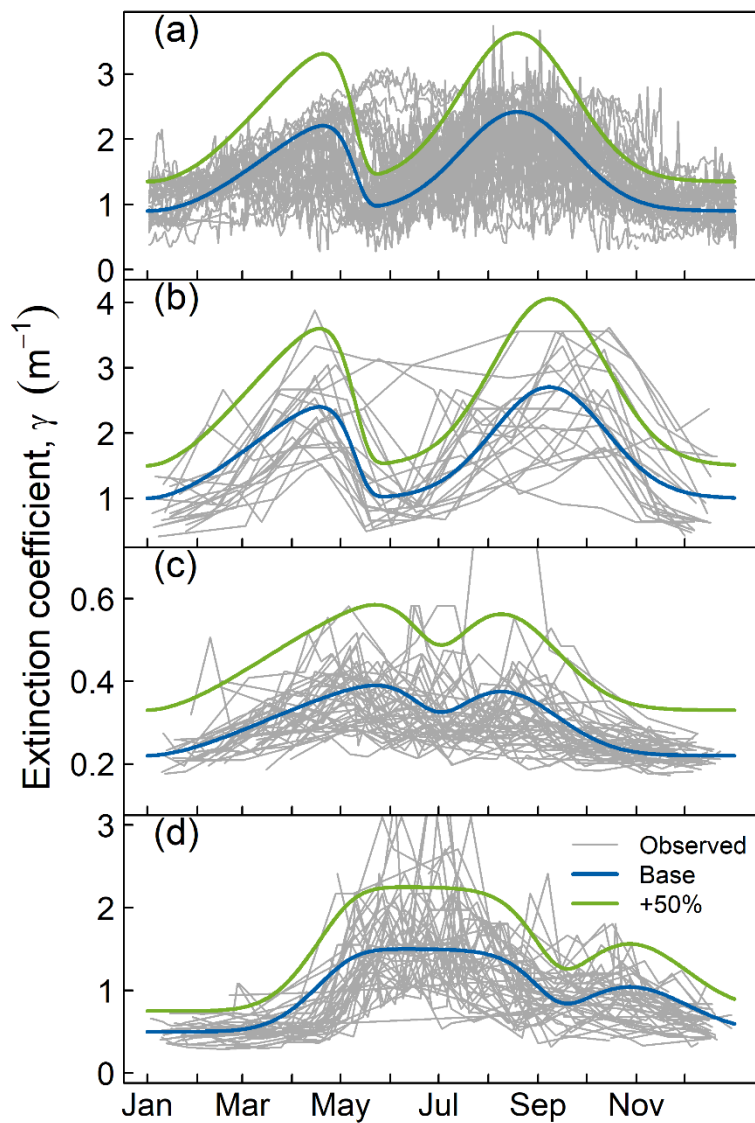 (a)
3
2
1
0
(b)
4
3
2
1
(c)
0.6
0.4
0.2
(d)
3
2
1
0
Observed
Base
+50%
Extinction coefficient, γ (m⁻¹)
Jan Mar May Jul Sep Nov